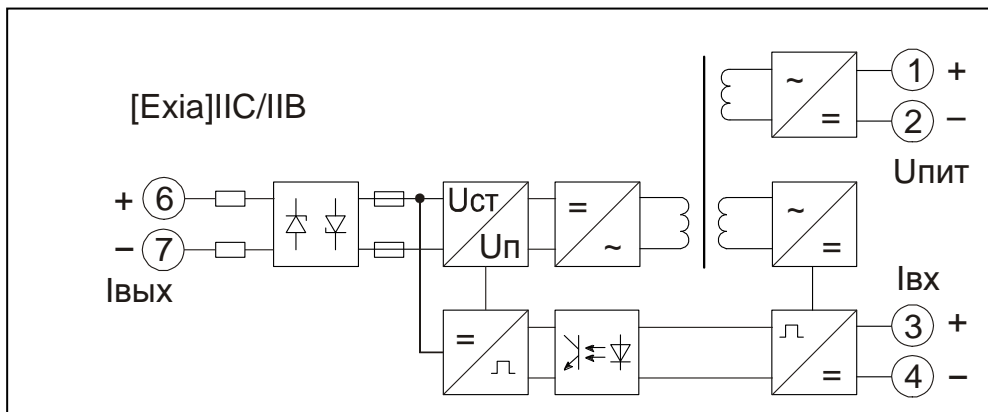 [Exia]IIC/IIB
~
=
1 +
2 −
Uпит
+ 6
− 7
Iвых
Uст
Uп
=
~
~
=
Iвх
=
=
3 +
4 −